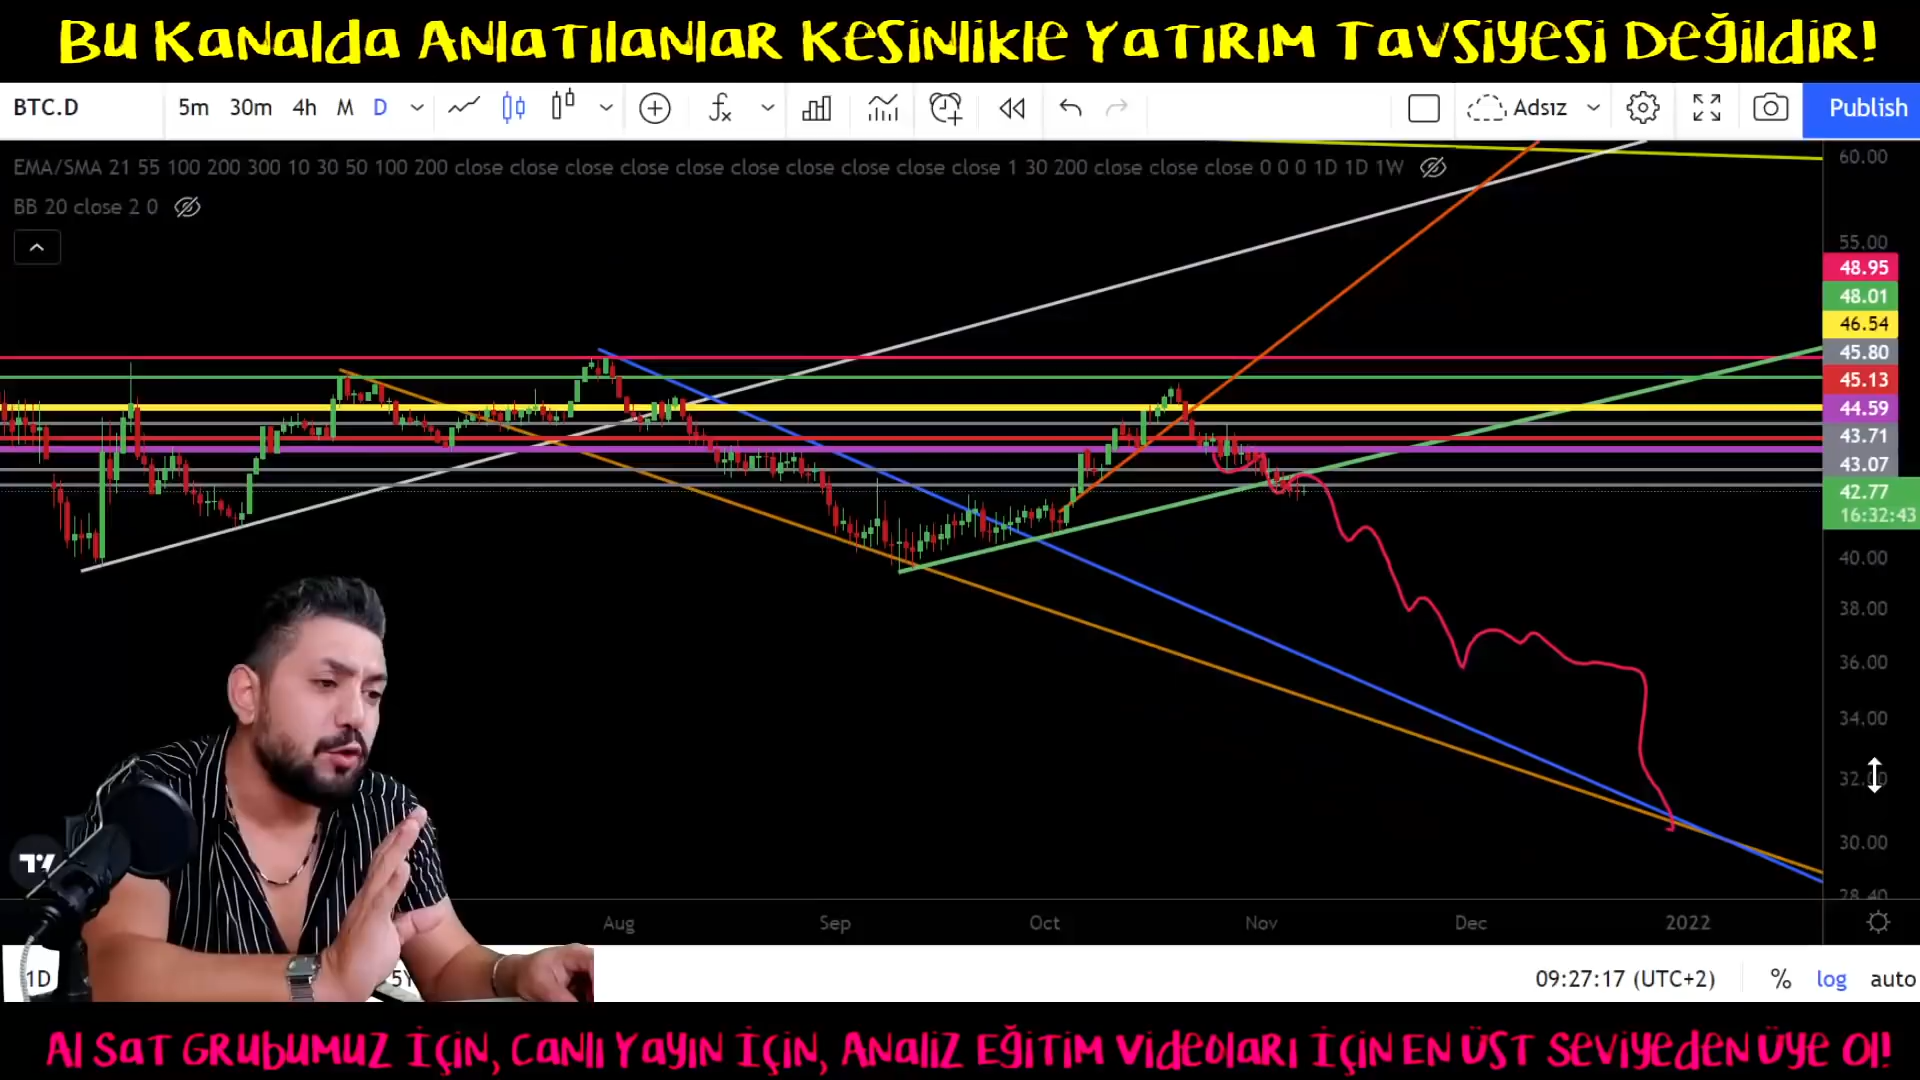 Bu Kanalda Anlatılanlar Kesinlikle Yatırım Tavsiyesi Değildir!
BTC.D 5m 30m 4h M D Adsız Publish
EMA/SMA 21 55 100 200 300 10 30 50 100 200 close close close close close close close close close close 1 30 200 close close close 0 0 0 1D 1D 1W
BB 20 close 2 0
60.00
55.00
48.95
48.01
46.54
45.80
45.13
44.59
43.71
43.07
42.77
16:32:43
40.00
38.00
36.00
34.00
32.00
30.00
28.40
Aug Sep Oct Nov Dec 2022
1D 5Y 09:27:17 (UTC+2) % log auto
Al Sat Grubumuz İçin, Canlı Yayın İçin, Analiz Eğitim Videoları İçin En Üst Seviyeden Üye Ol!